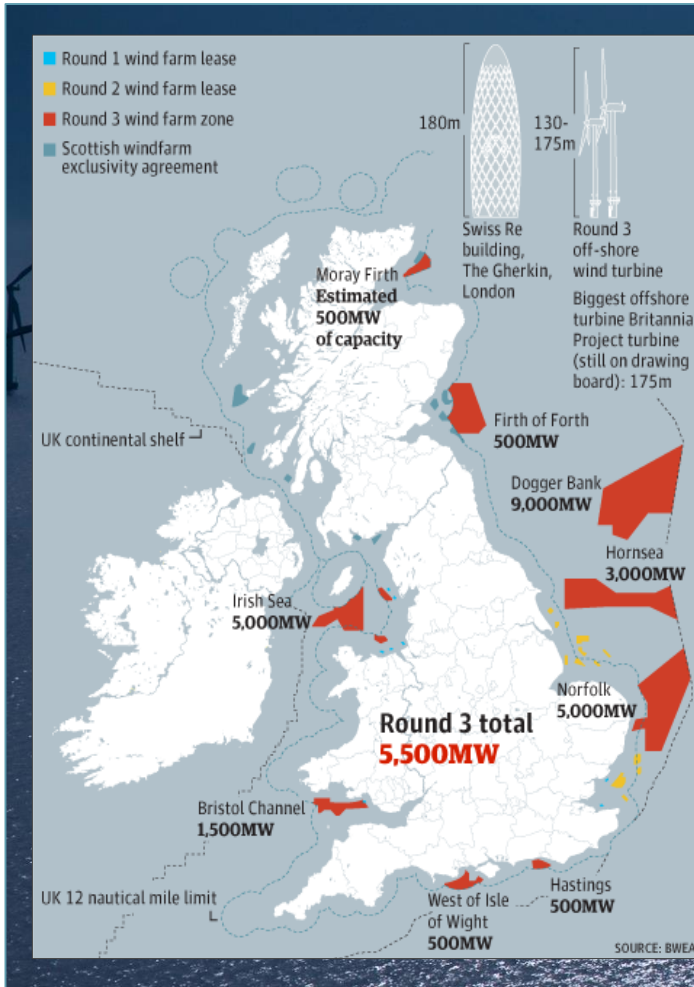 Round 1 wind farm lease
Round 2 wind farm lease
Round 3 wind farm zone
Scottish windfarm
exclusivity agreement
180m
130-
175m
Swiss Re
building,
The Gherkin,
London
Round 3
off-shore
wind turbine
Biggest offshore
turbine Britannia
Project turbine
(still on drawing
board): 175m
Moray Firth
Estimated
500MW
of capacity
UK continental shelf
Firth of Forth
500MW
Dogger Bank
9,000MW
Hornsea
3,000MW
Irish Sea
5,000MW
Norfolk
5,000MW
Round 3 total
5,500MW
Bristol Channel
1,500MW
UK 12 nautical mile limit
West of Isle
of Wight
500MW
Hastings
500MW
SOURCE: BWEA